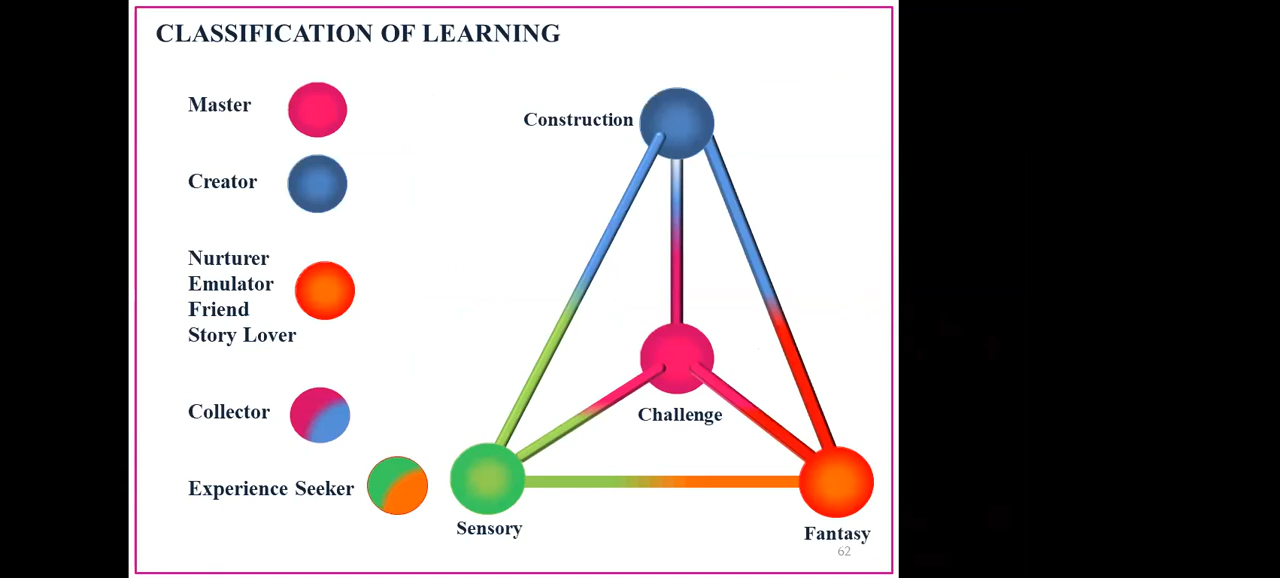 CLASSIFICATION OF LEARNING
Master
Creator
Nurturer
Emulator
Friend
Story Lover
Collector
Experience Seeker
Construction
Challenge
Sensory
Fantasy
62